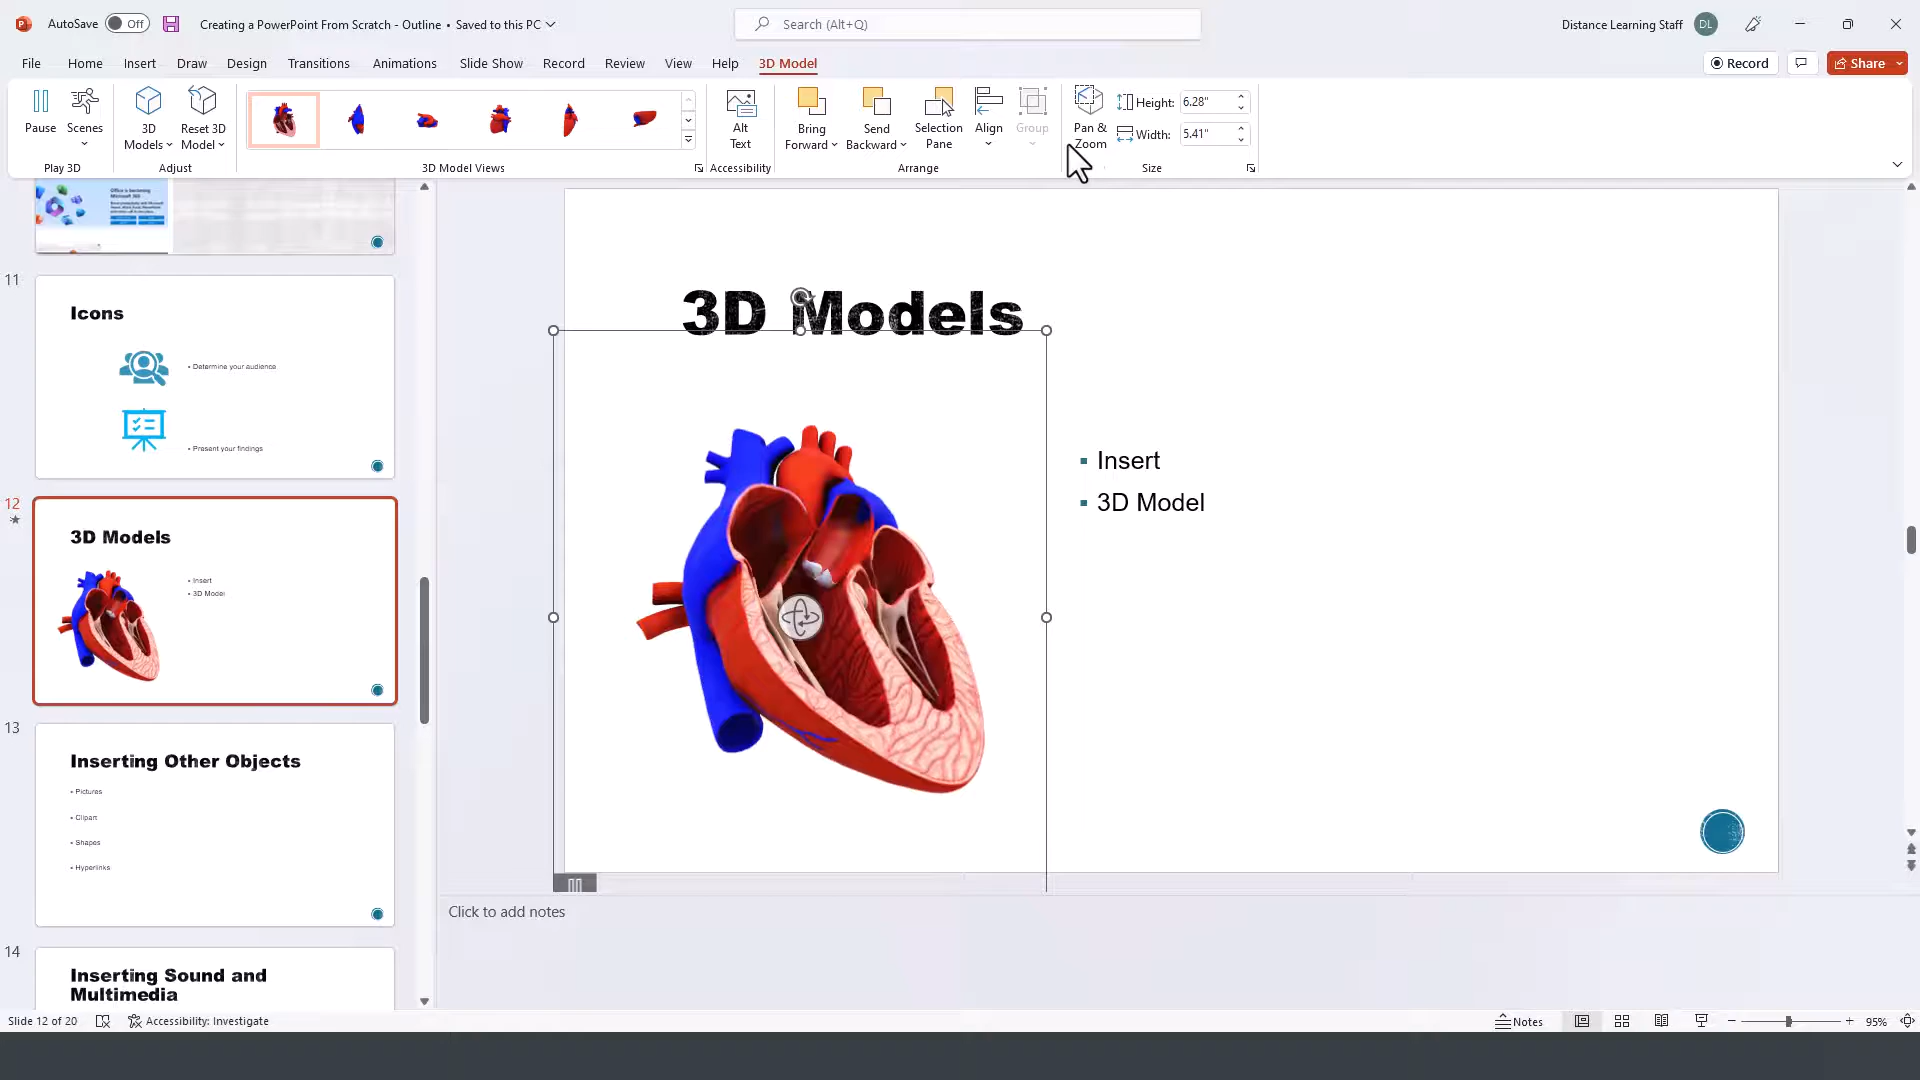 AutoSave Off Creating a PowerPoint From Scratch - Outline • Saved to this PC Search (Alt+Q) Distance Learning Staff DL
File Home Insert Draw Design Transitions Animations Slide Show Record Review View Help 3D Model Record Share
Pause
Scenes
3D Models
Reset 3D Model
Alt Text
Bring Forward
Send Backward
Selection Pane
Align
Group
Pan & Zoom
Height: 6.28"
Width: 5.41"
Play 3D Adjust 3D Model Views Accessibility Arrange Size
Office is becoming
Microsoft 365
11
Icons
• Determine your audience
• Present your findings
12
3D Models
• Insert
• 3D Model
13
Inserting Other Objects
• Pictures
• Clipart
• Shapes
• Hyperlinks
14
Inserting Sound and
Multimedia
3D Models
▪ Insert
▪ 3D Model
Click to add notes
Slide 12 of 20 Accessibility: Investigate Notes 95%